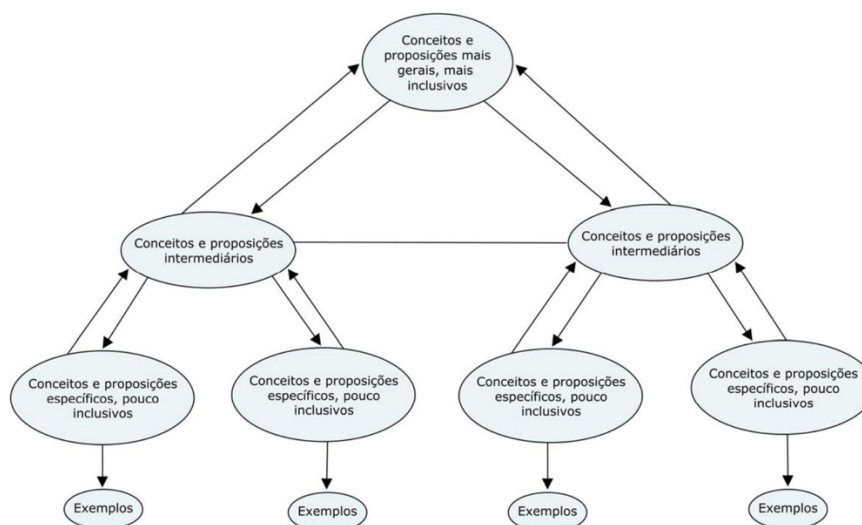 Conceitos e
proposições mais
gerais, mais
inclusivos
Conceitos e proposições
intermediários
Conceitos e proposições
intermediários
Conceitos e proposições
específicos, pouco
inclusivos
Conceitos e proposições
específicos, pouco
inclusivos
Conceitos e proposições
específicos, pouco
inclusivos
Conceitos e proposições
específicos, pouco
inclusivos
Exemplos
Exemplos
Exemplos
Exemplos